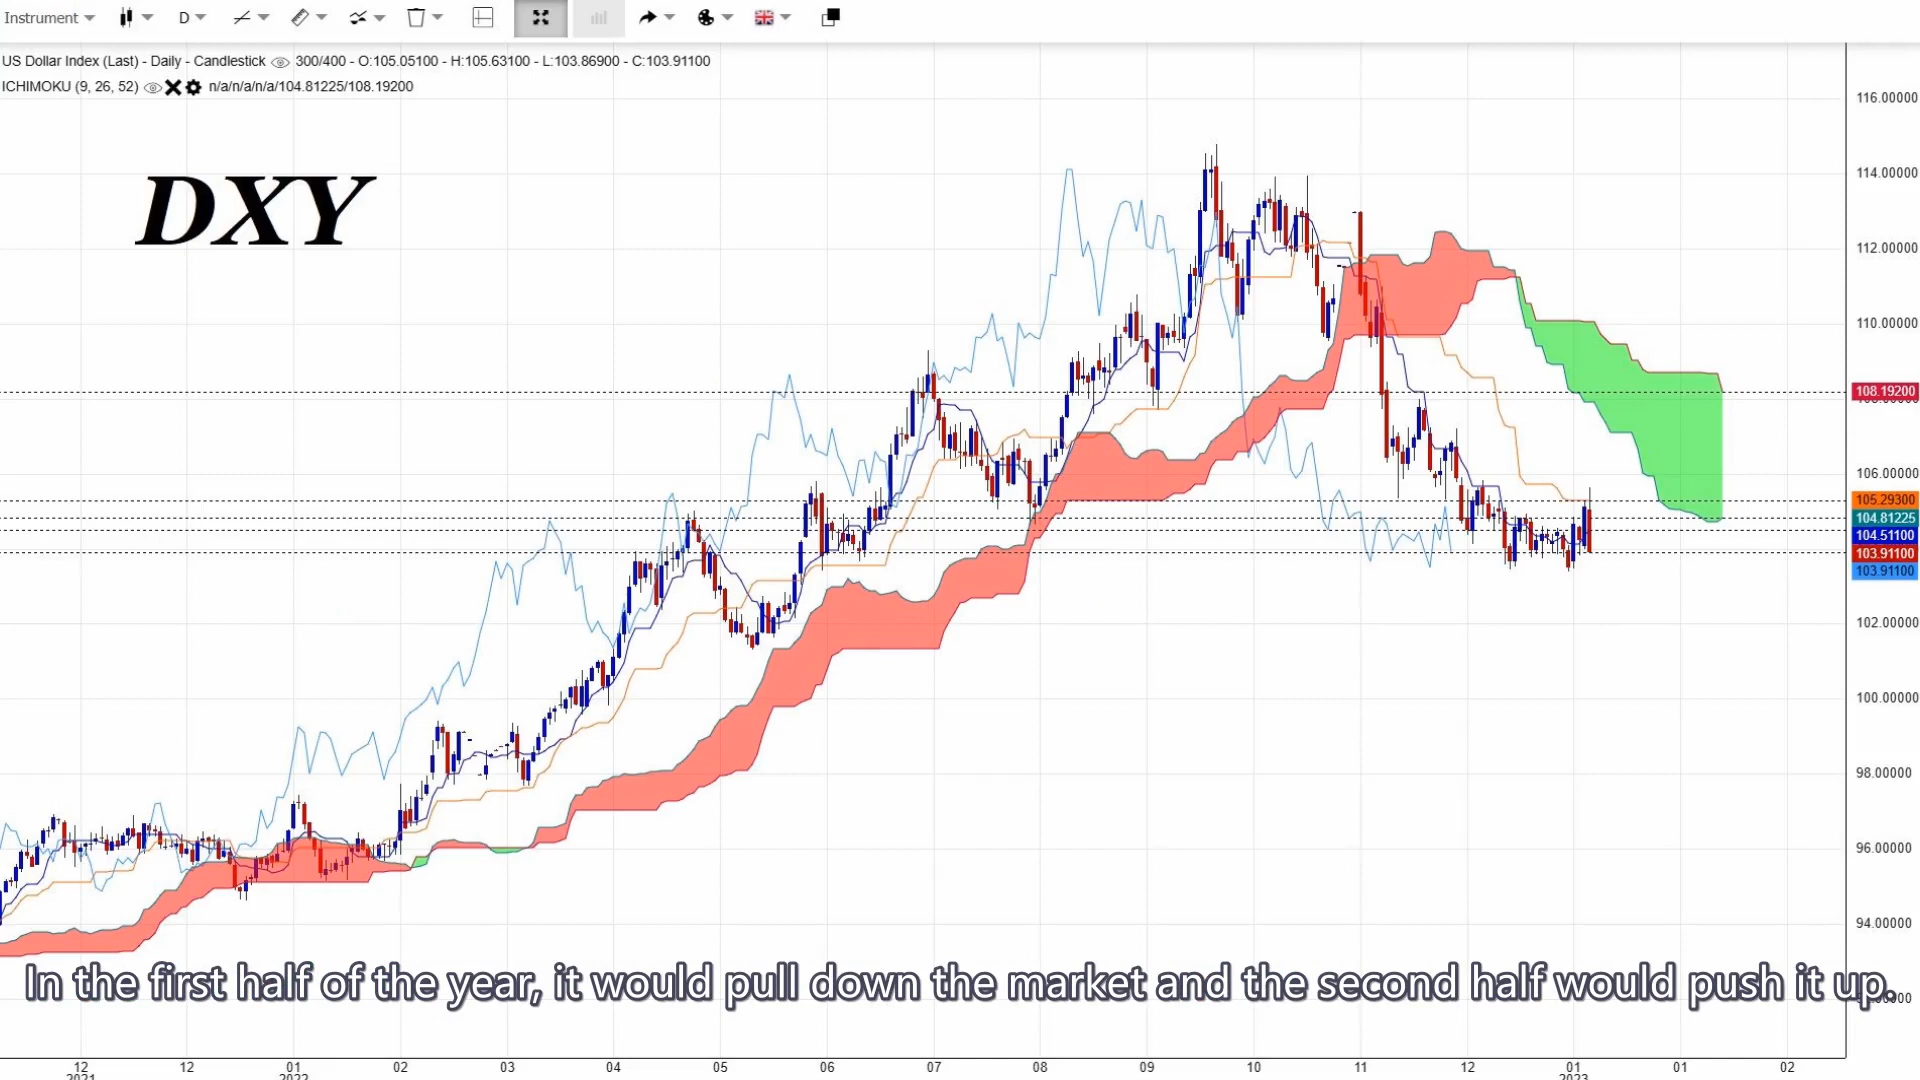 Instrument D
US Dollar Index (Last) - Daily - Candlestick 300/400 - O:105.05100 - H:105.63100 - L:103.86900 - C:103.91100
ICHIMOKU (9, 26, 52) n/a/n/a/n/a/104.81225/108.19200
DXY
116.00000
114.00000
112.00000
110.00000
108.19200
106.00000
105.29300
104.81225
104.51100
103.91100
103.91100
102.00000
100.00000
98.00000
96.00000
94.00000
In the first half of the year, it would pull down the market and the second half would push it up.
12 12 01 02 03 04 05 06 07 08 09 10 11 12 01 01 02
2021 2022 2023